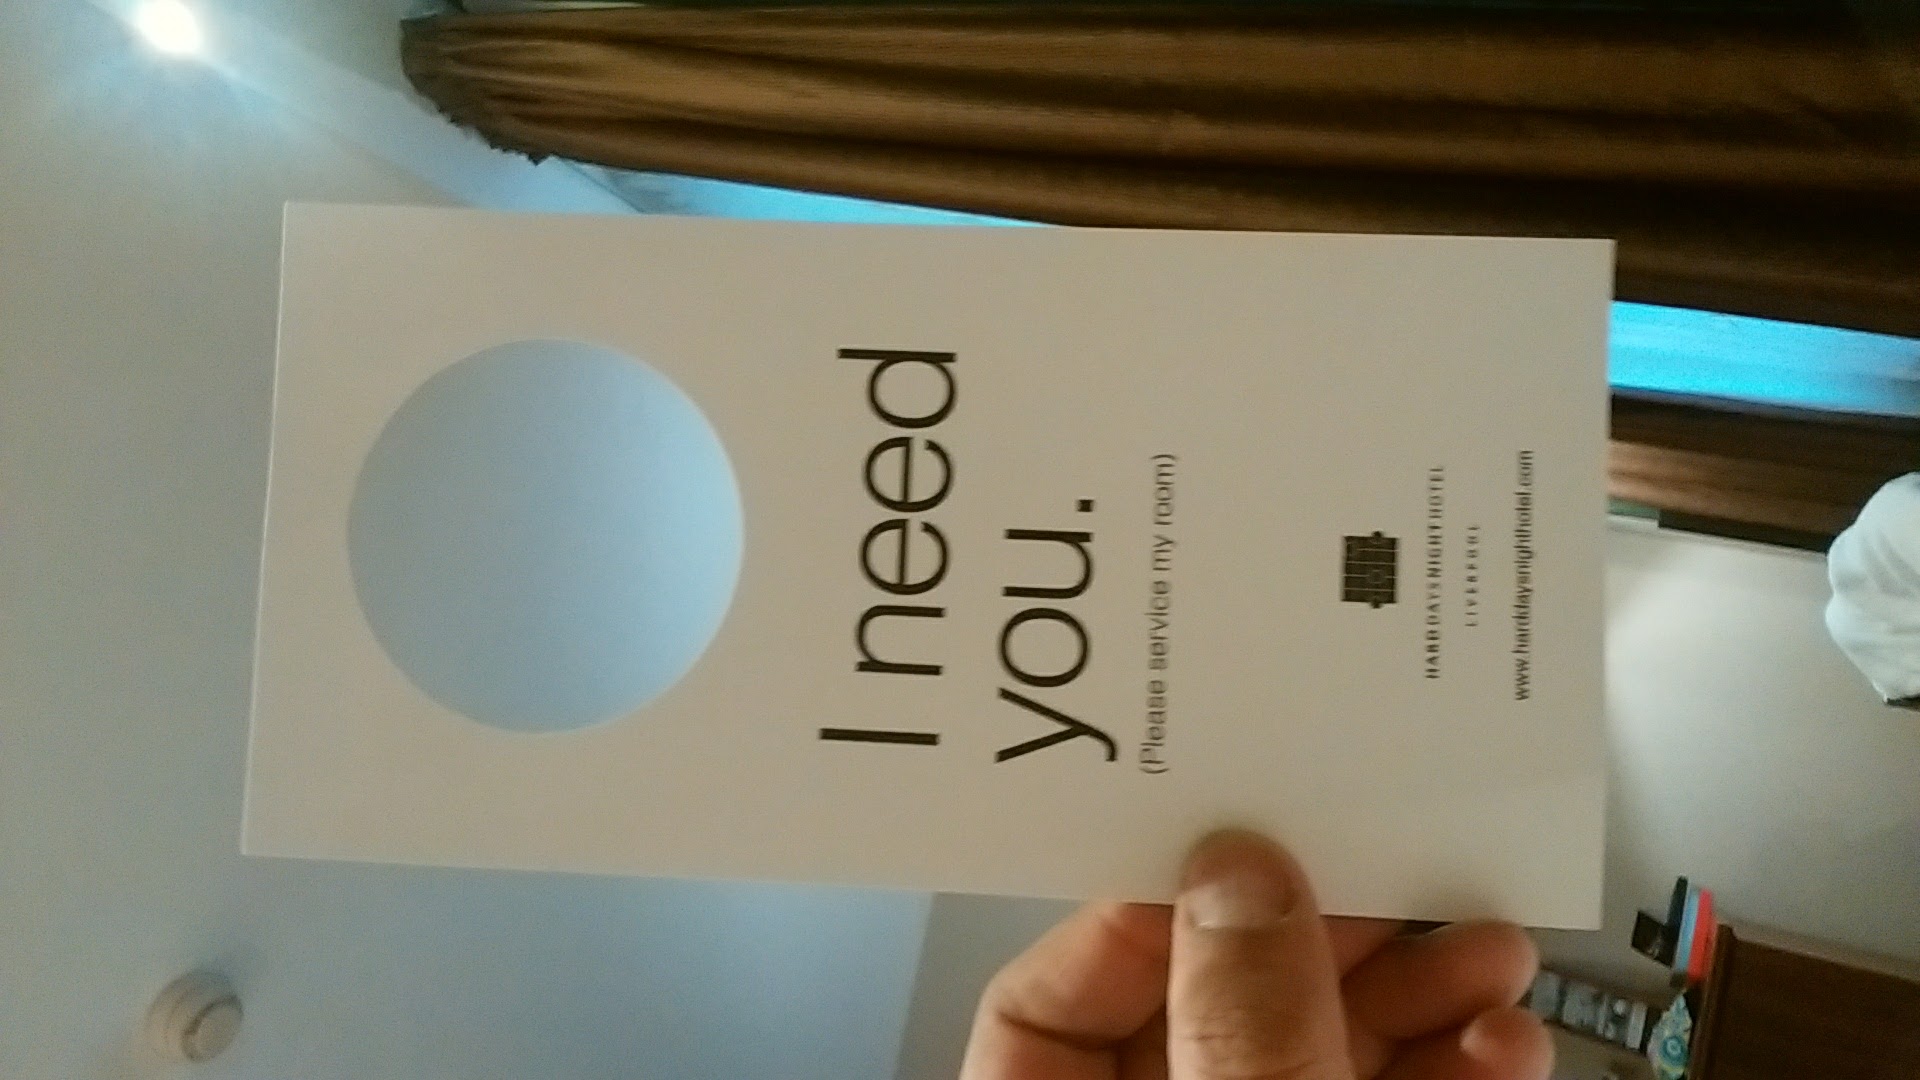 I need
you.
(Please service my room)
HARD DAYS NIGHT HOTEL
LIVERPOOL
www.harddaysnighthotel.com